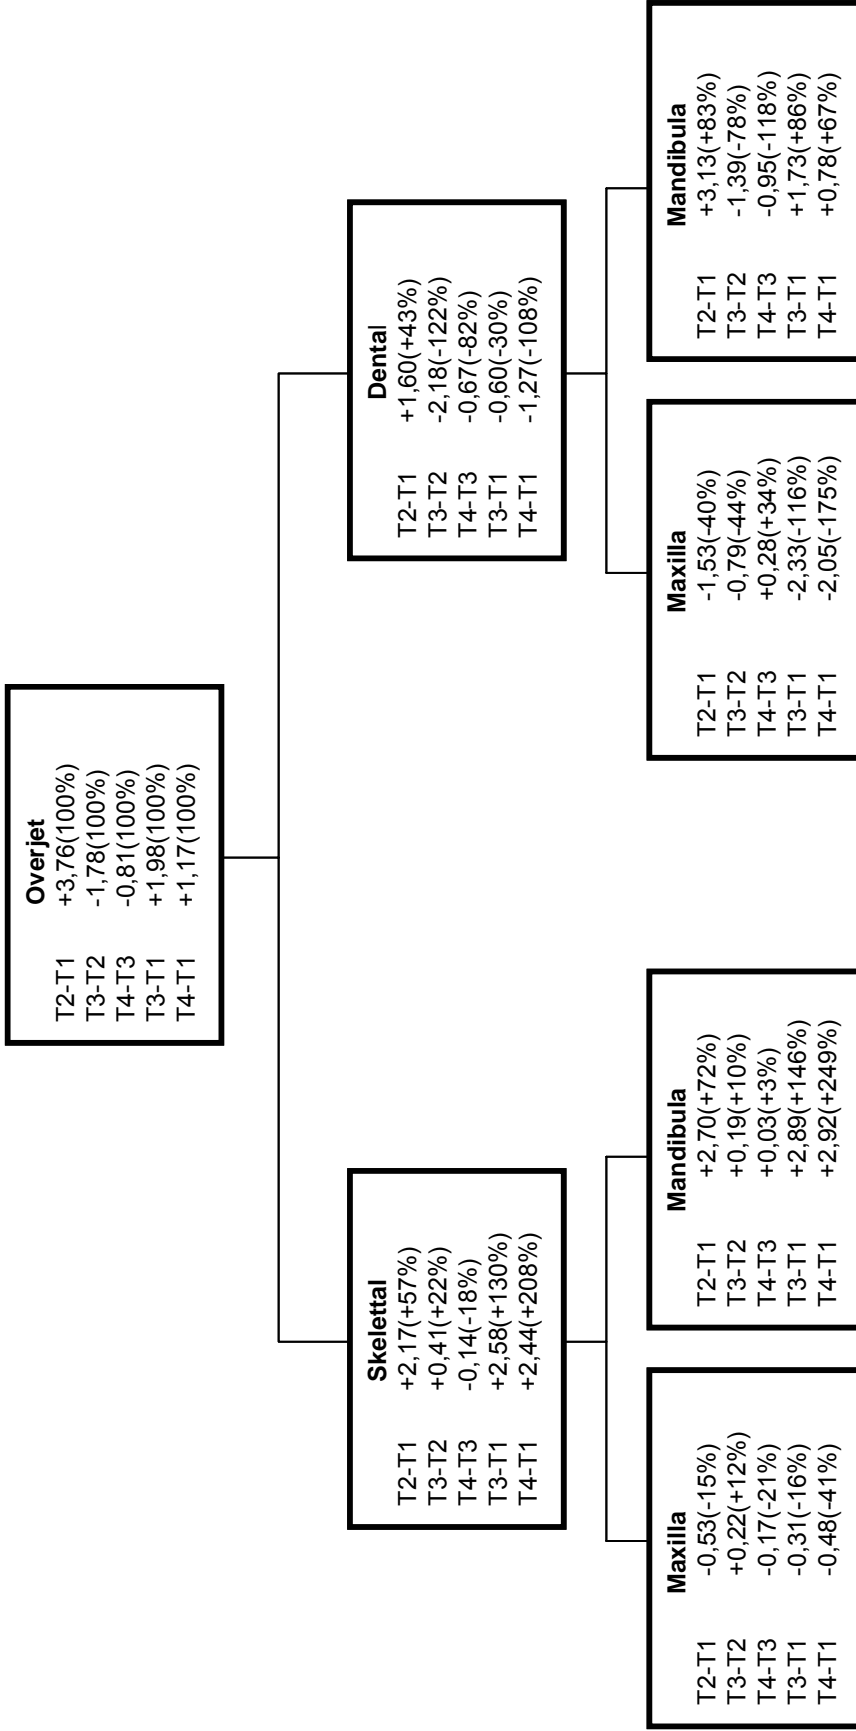 Overjet
T2-T1 +3,76(100%)
T3-T2 -1,78(100%)
T4-T3 -0,81(100%)
T3-T1 +1,98(100%)
T4-T1 +1,17(100%)
Skelettal
T2-T1 +2,17(+57%)
T3-T2 +0,41(+22%)
T4-T3 -0,14(-18%)
T3-T1 +2,58(+130%)
T4-T1 +2,44(+208%)
Dental
T2-T1 +1,60(+43%)
T3-T2 -2,18(-122%)
T4-T3 -0,67(-82%)
T3-T1 -0,60(-30%)
T4-T1 -1,27(-108%)
Maxilla
T2-T1 -0,53(-15%)
T3-T2 +0,22(+12%)
T4-T3 -0,17(-21%)
T3-T1 -0,31(-16%)
T4-T1 -0,48(-41%)
Mandibula
T2-T1 +2,70(+72%)
T3-T2 +0,19(+10%)
T4-T3 +0,03(+3%)
T3-T1 +2,89(+146%)
T4-T1 +2,92(+249%)
Maxilla
T2-T1 -1,53(-40%)
T3-T2 -0,79(-44%)
T4-T3 +0,28(+34%)
T3-T1 -2,33(-116%)
T4-T1 -2,05(-175%)
Mandibula
T2-T1 +3,13(+83%)
T3-T2 -1,39(-78%)
T4-T3 -0,95(-118%)
T3-T1 +1,73(+86%)
T4-T1 +0,78(+67%)